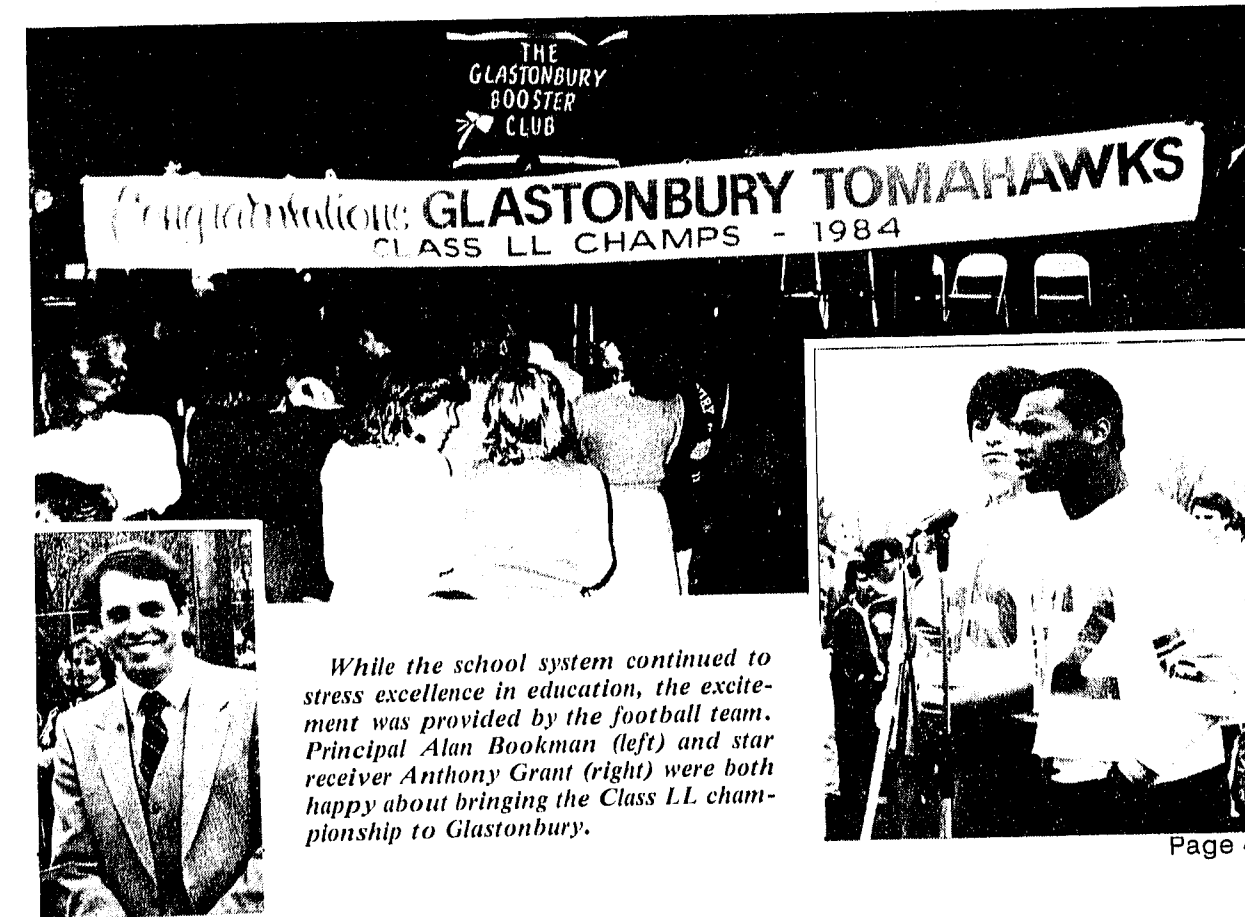 THE
GLASTONBURY
BOOSTER
CLUB
Congratulations GLASTONBURY TOMAHAWKS
CLASS LL CHAMPS - 1984
While the school system continued to
stress excellence in education, the excite-
ment was provided by the football team.
Principal Alan Bookman (left) and star
receiver Anthony Grant (right) were both
happy about bringing the Class LL cham-
pionship to Glastonbury.
Page